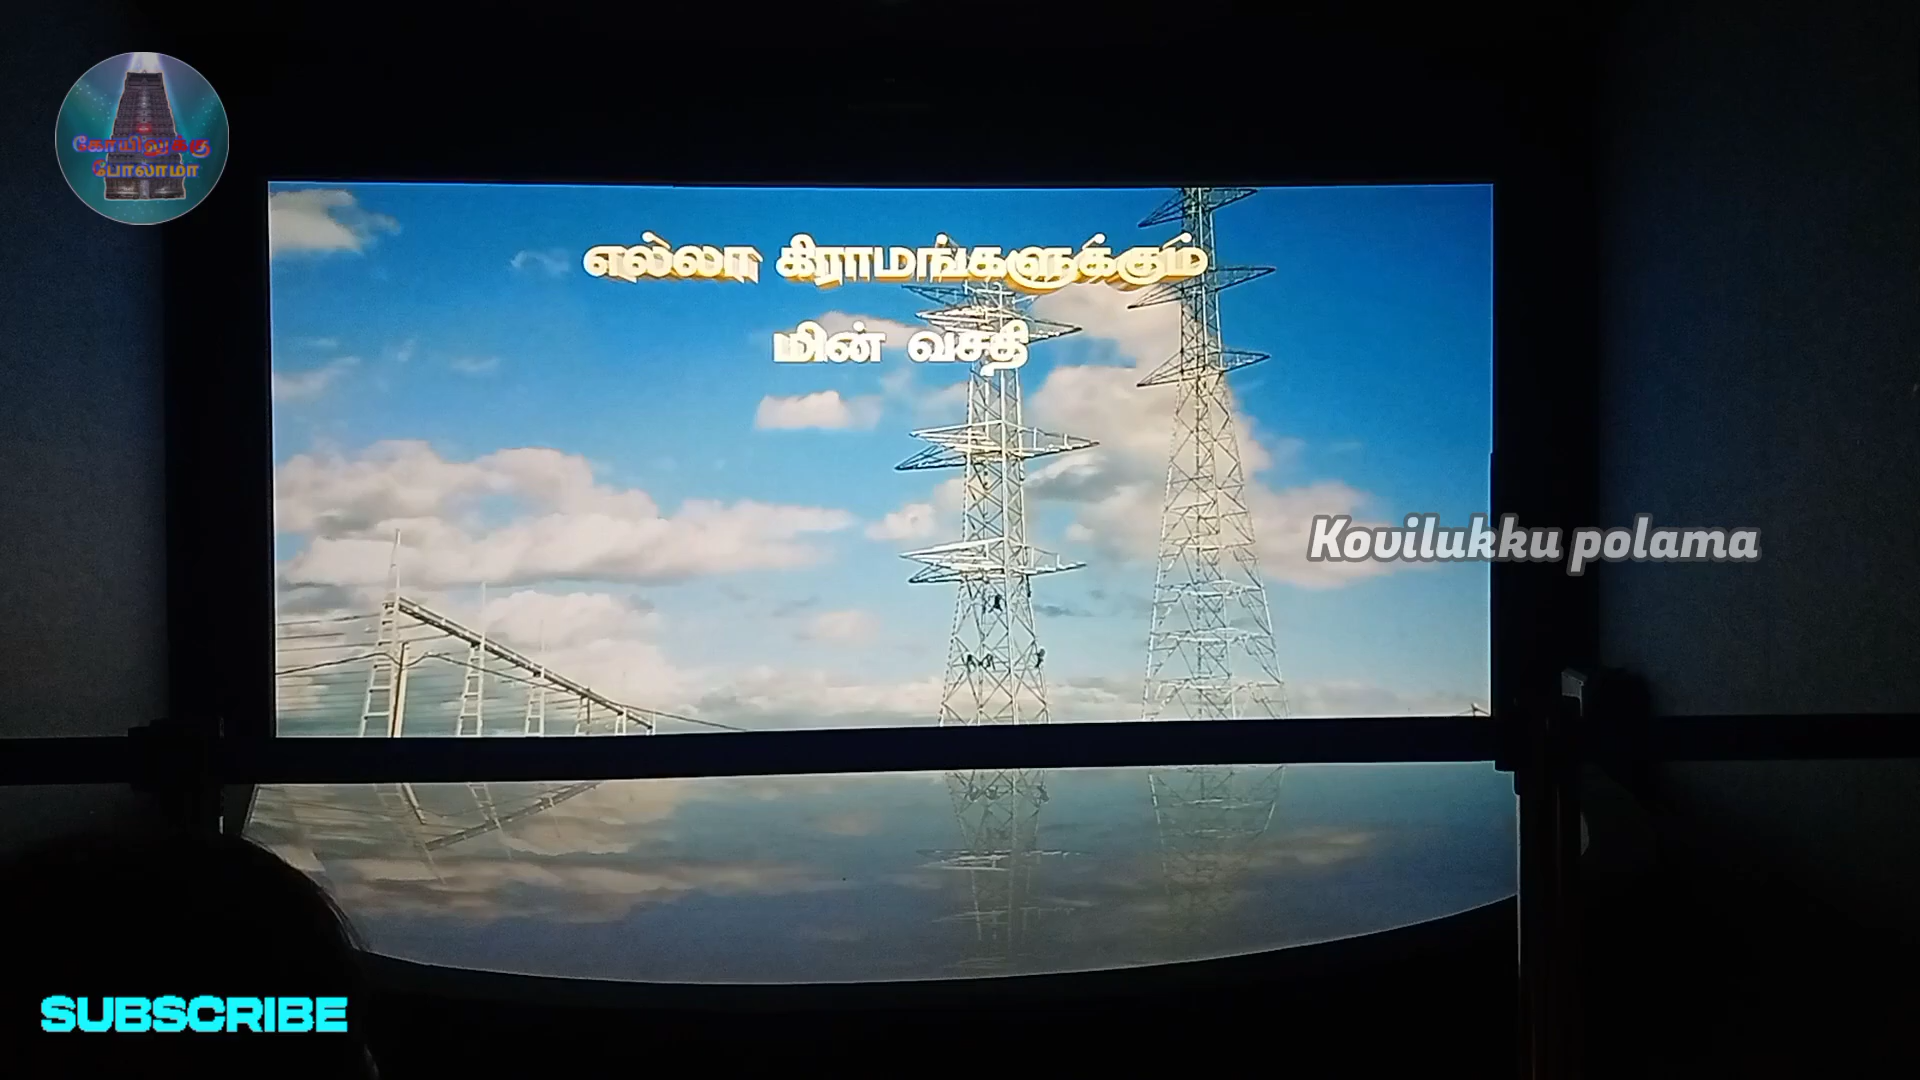 கோயிலுக்கு
போலாமா
எல்லா கிராமங்களுக்கும்
மின் வசதி
Kovilukku polama
SUBSCRIBE